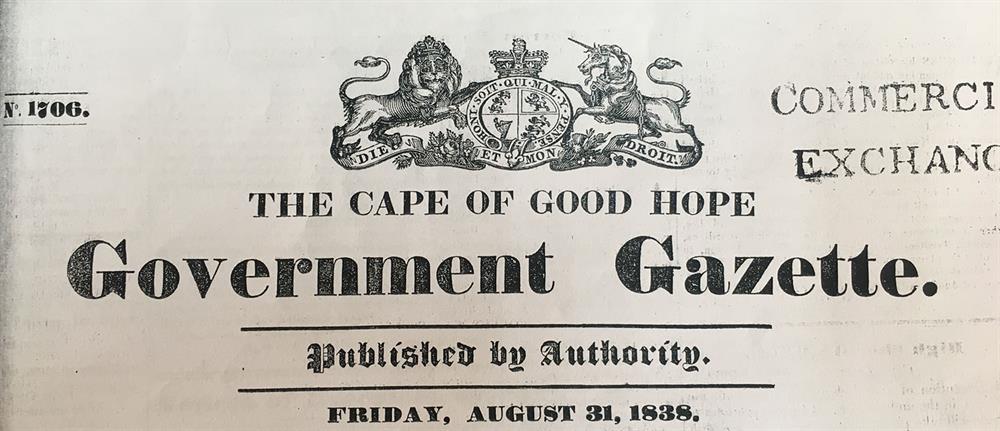 No. 1706.
HONI·SOIT·QUI·MAL·Y·PENSE
DIEU ET MON DROIT.
COMMERCI
EXCHANG
THE CAPE OF GOOD HOPE
Government Gazette.
Published by Authority.
FRIDAY, AUGUST 31, 1838.